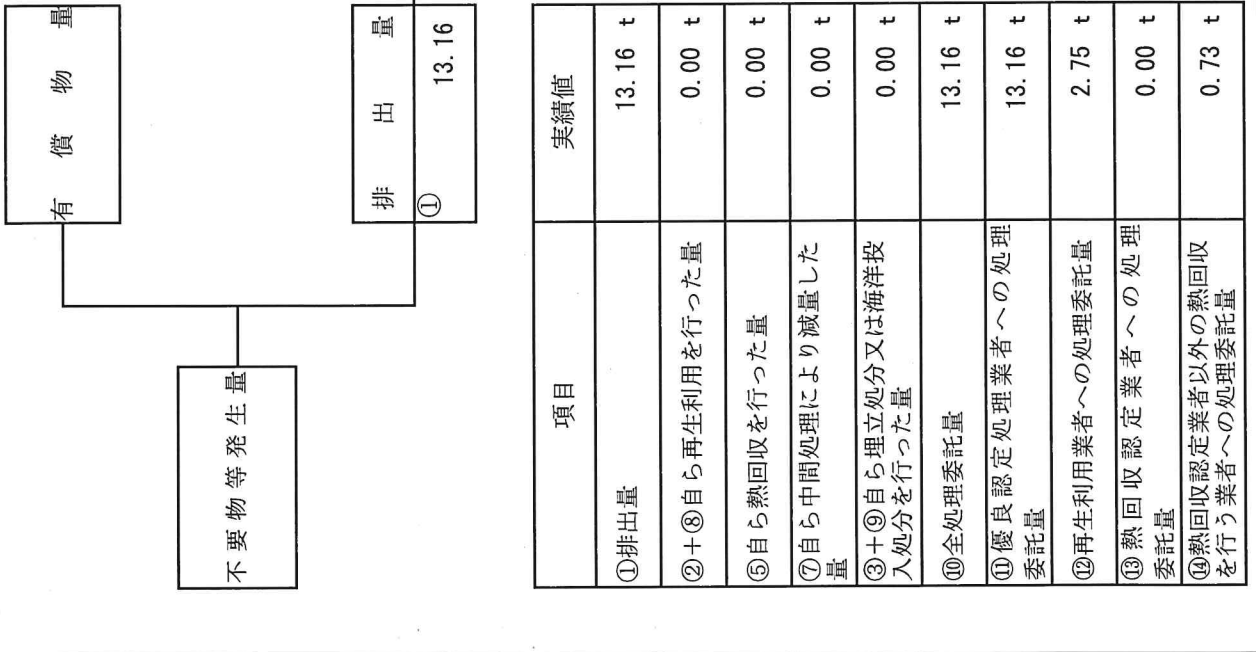 不要物等発生量
有償物量
排出量
① 13.16
項目 実績値
①排出量 13.16 t
②+⑧自ら再生利用を行った量 0.00 t
⑤自ら熱回収を行った量 0.00 t
⑦自ら中間処理により減量した
量 0.00 t
③+⑨自ら埋立処分又は海洋投
入処分を行った量 0.00 t
⑩全処理委託量 13.16 t
⑪優良認定処理業者への処理
委託量 13.16 t
⑫再生利用業者への処理委託量 2.75 t
⑬熱回収認定業者への処理
委託量 0.00 t
⑭熱回収認定業者以外の熱回収
を行う業者への処理委託量 0.73 t